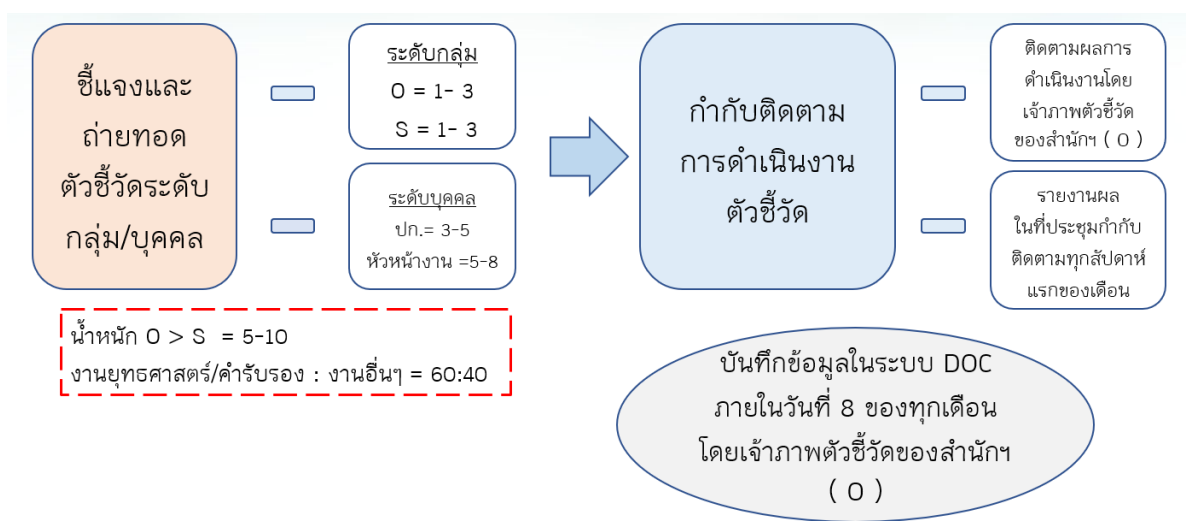 ชี้แจงและ
ถ่ายทอด
ตัวชี้วัดระดับ
กลุ่ม/บุคคล
ระดับกลุ่ม
O = 1- 3
S = 1- 3
ระดับบุคคล
ปก.= 3-5
หัวหน้างาน =5-8
น้ำหนัก O > S = 5-10
งานยุทธศาสตร์/คำรับรอง : งานอื่นๆ = 60:40
กำกับติดตาม
การดำเนินงาน
ตัวชี้วัด
ติดตามผลการ
ดำเนินงานโดย
เจ้าภาพตัวชี้วัด
ของสำนักฯ ( O )
รายงานผล
ในที่ประชุมกำกับ
ติดตามทุกสัปดาห์
แรกของเดือน
บันทึกข้อมูลในระบบ DOC
ภายในวันที่ 8 ของทุกเดือน
โดยเจ้าภาพตัวชี้วัดของสำนักฯ
( O )